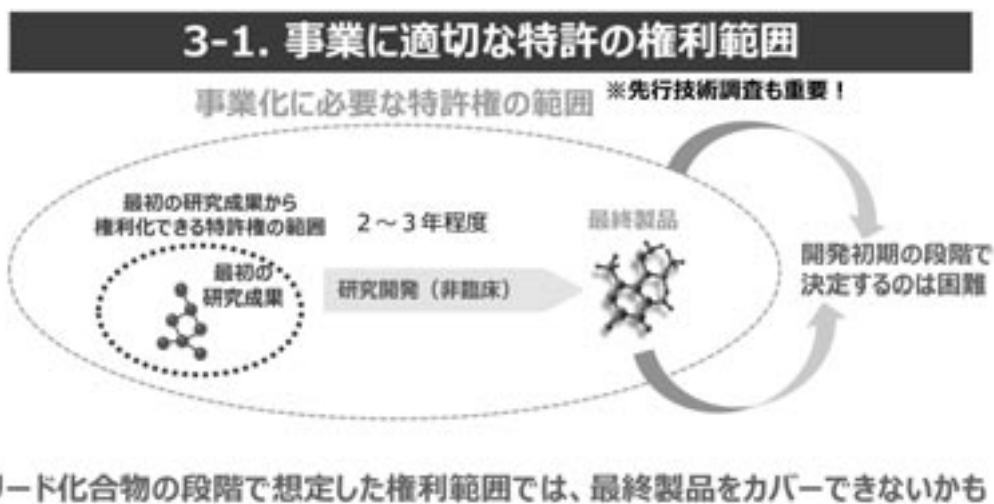 3-1. 事業に適切な特許の権利範囲
事業化に必要な特許権の範囲
※先行技術調査も重要！
最初の研究成果から
権利化できる特許権の範囲
2～3年程度
最終製品
最初の
研究成果
研究開発（非臨床）
開発初期の段階で
決定するのは困難
リード化合物の段階で想定した権利範囲では、最終製品をカバーできないかも